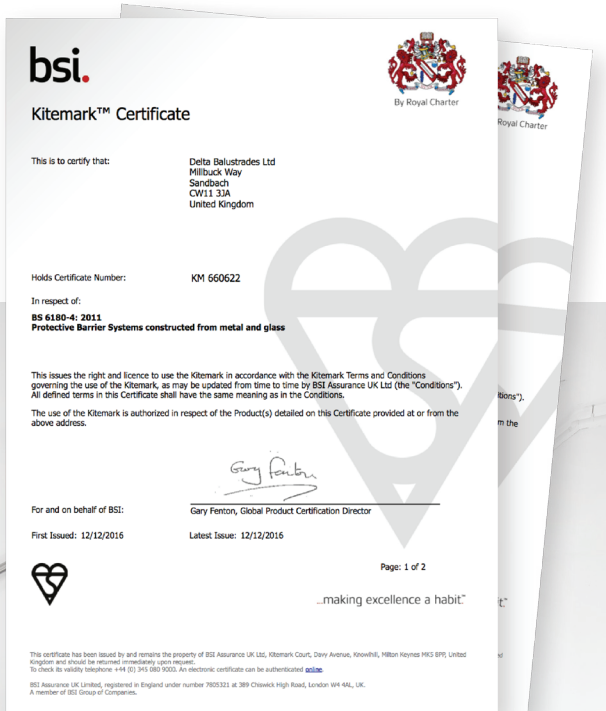 bsi.
By Royal Charter
Kitemark™ Certificate
This is to certify that:
Delta Balustrades Ltd
Millbuck Way
Sandbach
CW11 3JA
United Kingdom
Holds Certificate Number:
KM 660622
In respect of:
BS 6180-4: 2011
Protective Barrier Systems constructed from metal and glass
This issues the right and licence to use the Kitemark in accordance with the Kitemark Terms and Conditions
governing the use of the Kitemark, as may be updated from time to time by BSI Assurance UK Ltd (the "Conditions").
All defined terms in this Certificate shall have the same meaning as in the Conditions.
The use of the Kitemark is authorized in respect of the Product(s) detailed on this Certificate provided at or from the
above address.
Gary Fenton
For and on behalf of BSI:
Gary Fenton, Global Product Certification Director
First Issued: 12/12/2016
Latest Issue: 12/12/2016
Page: 1 of 2
...making excellence a habit.™
This certificate has been issued by and remains the property of BSI Assurance UK Ltd, Kitemark Court, Davy Avenue, Knowlhill, Milton Keynes MK5 8PP, United
Kingdom and should be returned immediately upon request.
To check its validity telephone +44 (0) 345 080 9000. An electronic certificate can be authenticated online.
BSI Assurance UK Limited, registered in England under number 7805321 at 389 Chiswick High Road, London W4 4AL, UK.
A member of BSI Group of Companies.
Royal Charter
itions").
m the
it.™